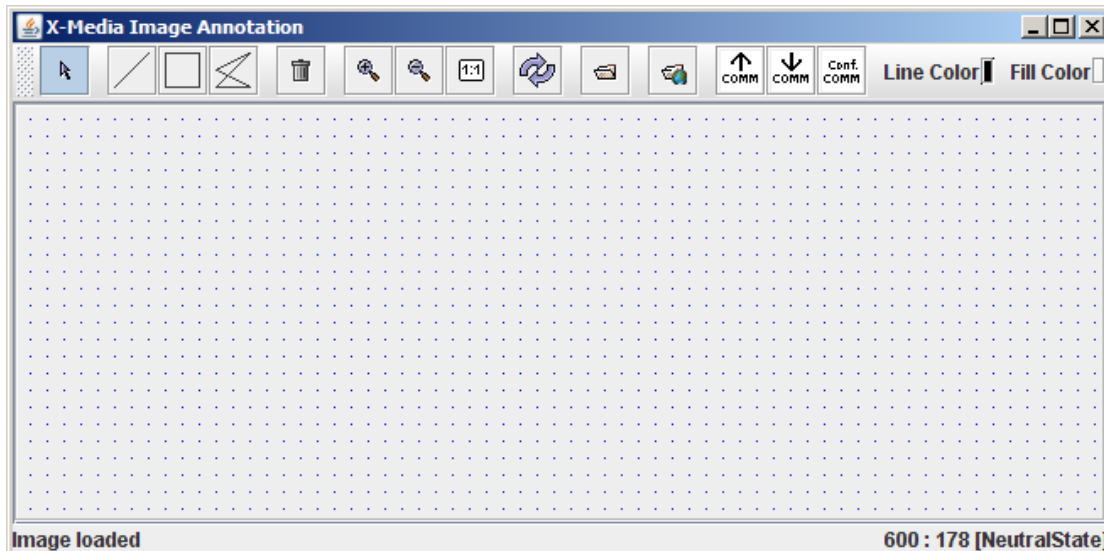 X-Media Image Annotation
1:1
COMM
COMM
Conf.
COMM
Line Color
Fill Color
Image loaded
600 : 178 [NeutralState]